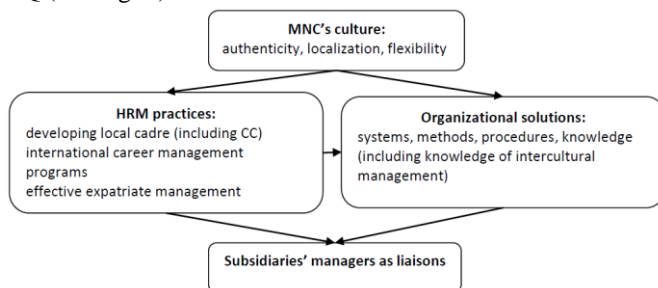 MNC's culture:
authenticity, localization, flexibility
HRM practices:
developing local cadre (including CC)
international career management
programs
effective expatriate management
Organizational solutions:
systems, methods, procedures, knowledge
(including knowledge of intercultural
management)
Subsidiaries' managers as liaisons